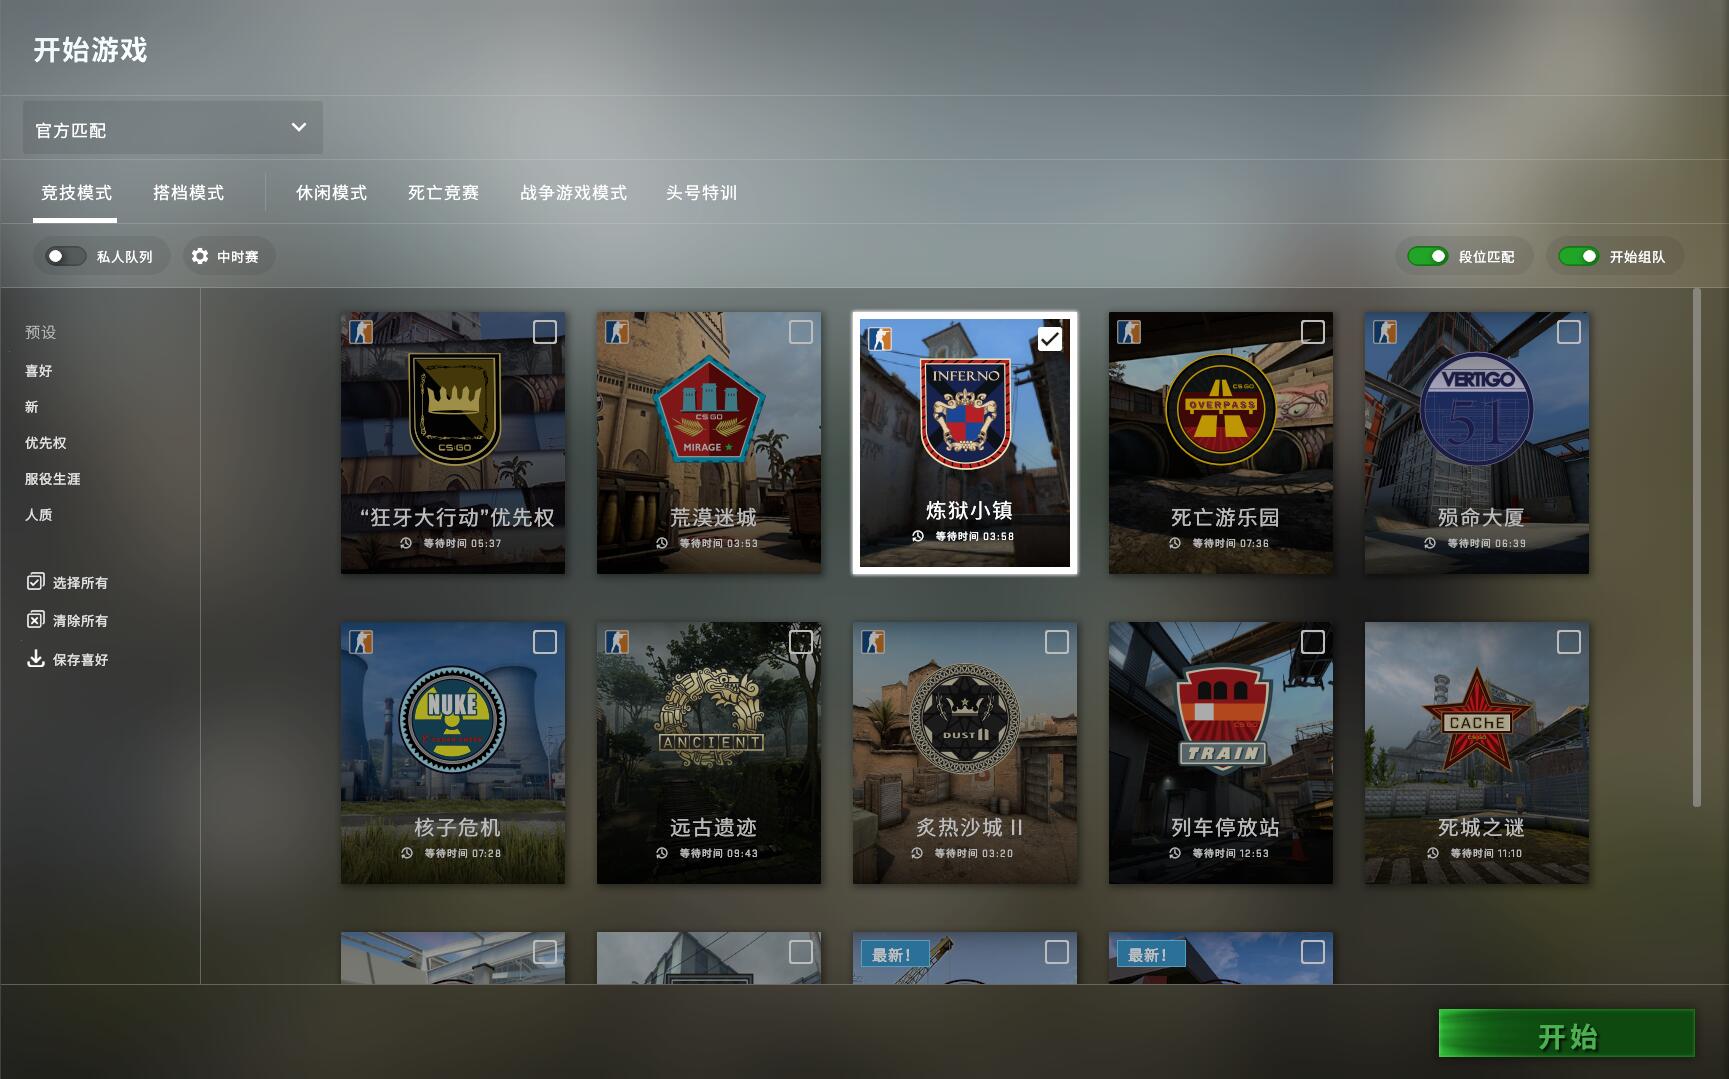 开始游戏
官方匹配
竞技模式
搭档模式
休闲模式
死亡竞赛
战争游戏模式
头号特训
私人队列
中时赛
段位匹配
开始组队
预设
喜好
新
优先权
服役生涯
人质
选择所有
清除所有
保存喜好
CS:GO
“狂牙大行动”优先权
等待时间 05:37
CS GO
MIRAGE
荒漠迷城
等待时间 03:53
INFERNO
炼狱小镇
等待时间 03:58
CS:GO
OVERPASS
死亡游乐园
等待时间 07:36
VERTIGO
51
殒命大厦
等待时间 06:39
NUKE
核子危机
等待时间 07:28
ANCIENT
远古遗迹
等待时间 09:43
DUST II
炙热沙城 II
等待时间 03:20
CS:GO
TRAIN
列车停放站
等待时间 12:53
CAChE
死城之谜
等待时间 11:10
最新!
最新!
开始